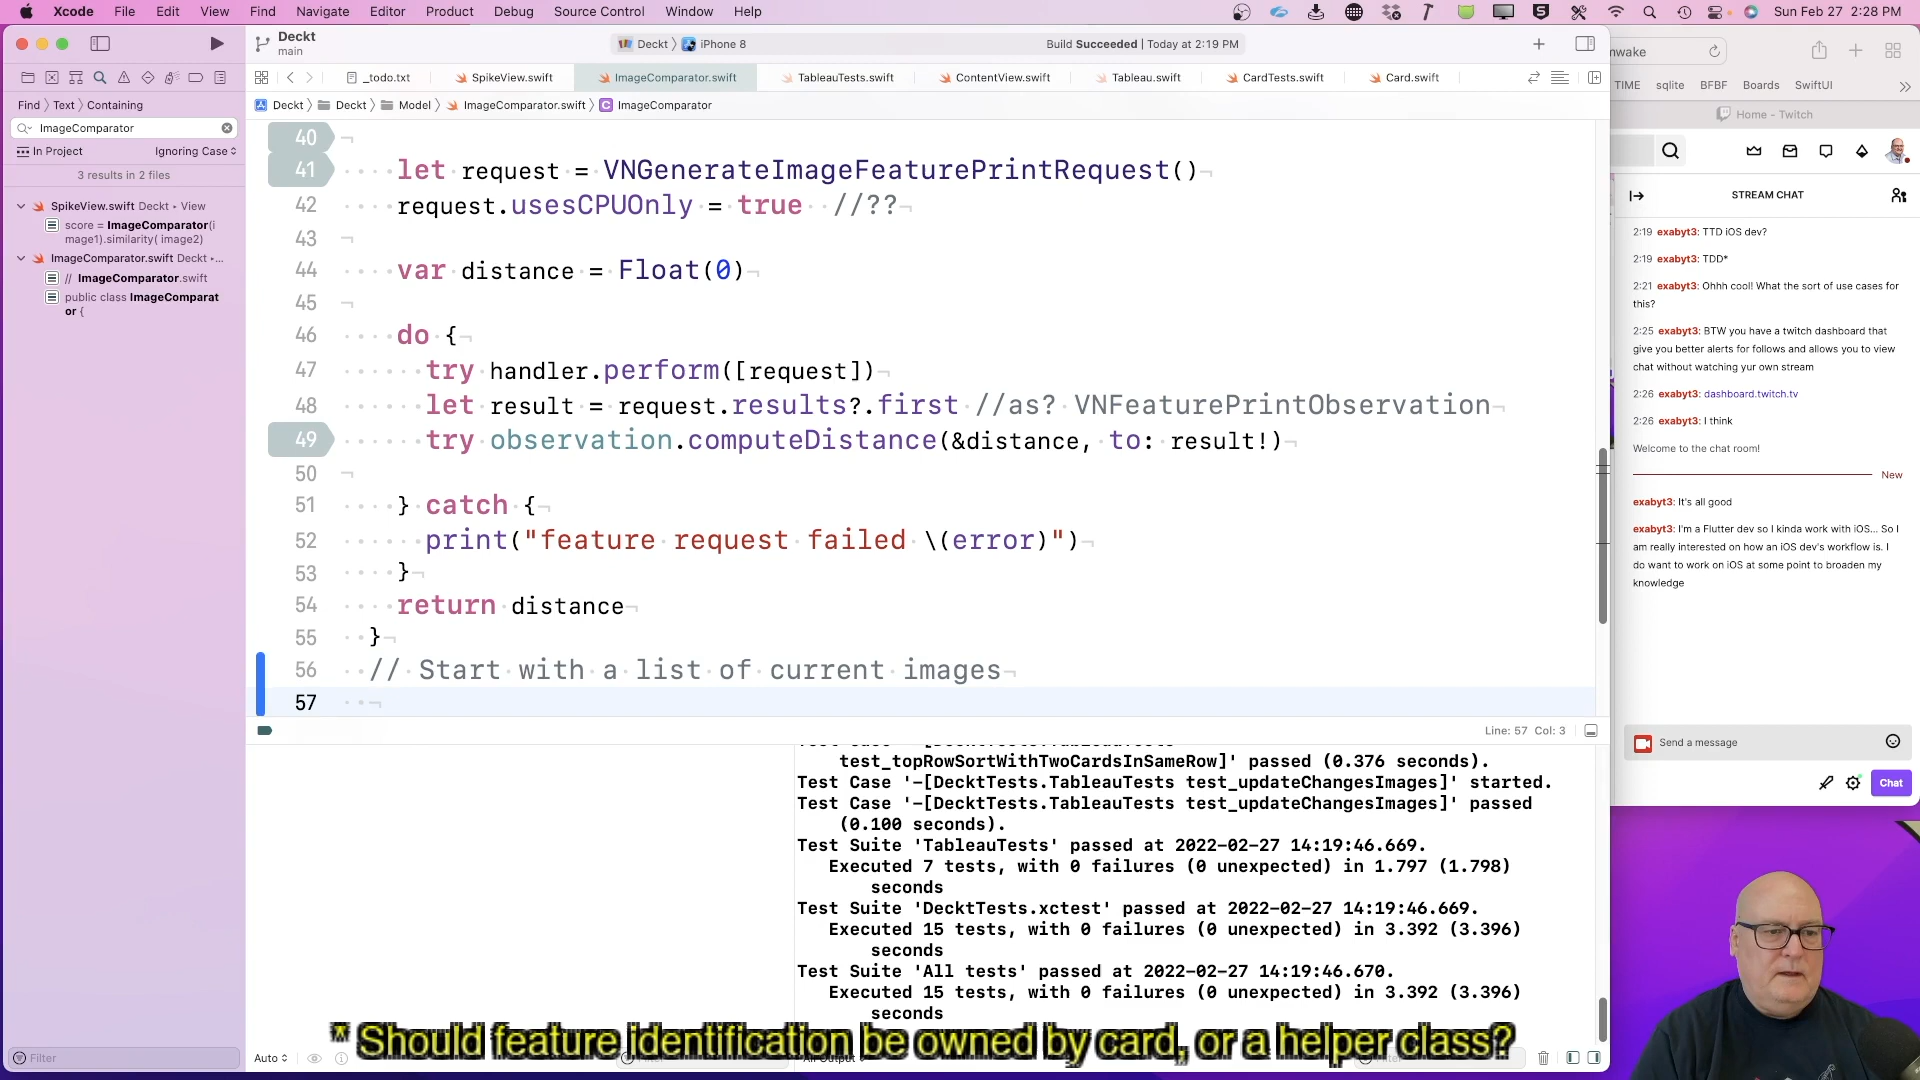 Xcode File Edit View Find Navigate Editor Product Debug Source Control Window Help Sun Feb 27 2:28 PM
Deckt
main
Deckt iPhone 8
Build Succeeded | Today at 2:19 PM
_todo.txt SpikeView.swift ImageComparator.swift TableauTests.swift ContentView.swift Tableau.swift CardTests.swift Card.swift
Deckt Deckt Model ImageComparator.swift ImageComparator
Find Text Containing
ImageComparator
In Project Ignoring Case
3 results in 2 files
SpikeView.swift Deckt • View
score = ImageComparator(i
mage1).similarity( image2)
ImageComparator.swift Deckt •...
// ImageComparator.swift
public class ImageComparat
or {
Filter
40
41 let request = VNGenerateImageFeaturePrintRequest()
42 request.usesCPUOnly = true //??
43
44 var distance = Float(0)
45
46 do {
47 try handler.perform([request])
48 let result = request.results?.first //as? VNFeaturePrintObservation
49 try observation.computeDistance(&distance, to: result!)
50
51 } catch {
52 print("feature request failed \(error)")
53 }
54 return distance
55 }
56 // Start with a list of current images
57
Line: 57 Col: 3
test_topRowSortWithTwoCardsInSameRow]' passed (0.376 seconds).
Test Case '-[DecktTests.TableauTests test_updateChangesImages]' started.
Test Case '-[DecktTests.TableauTests test_updateChangesImages]' passed
(0.100 seconds).
Test Suite 'TableauTests' passed at 2022-02-27 14:19:46.669.
Executed 7 tests, with 0 failures (0 unexpected) in 1.797 (1.798)
seconds
Test Suite 'DecktTests.xctest' passed at 2022-02-27 14:19:46.669.
Executed 15 tests, with 0 failures (0 unexpected) in 3.392 (3.396)
seconds
Test Suite 'All tests' passed at 2022-02-27 14:19:46.670.
Executed 15 tests, with 0 failures (0 unexpected) in 3.392 (3.396)
seconds
* Should feature identification be owned by card, or a helper class?
Auto
nwake
TIME sqlite BFBF Boards SwiftUI
Home - Twitch
STREAM CHAT
2:19 exabyt3: TTD iOS dev?
2:19 exabyt3: TDD*
2:21 exabyt3: Ohhh cool! What the sort of use cases for
this?
2:25 exabyt3: BTW you have a twitch dashboard that
give you better alerts for follows and allows you to view
chat without watching yur own stream
2:26 exabyt3: dashboard.twitch.tv
2:26 exabyt3: I think
Welcome to the chat room!
New
exabyt3: It's all good
exabyt3: I'm a Flutter dev so I kinda work with iOS... So I
am really interested on how an iOS dev's workflow is. I
do want to work on iOS at some point to broaden my
knowledge
Send a message
Chat